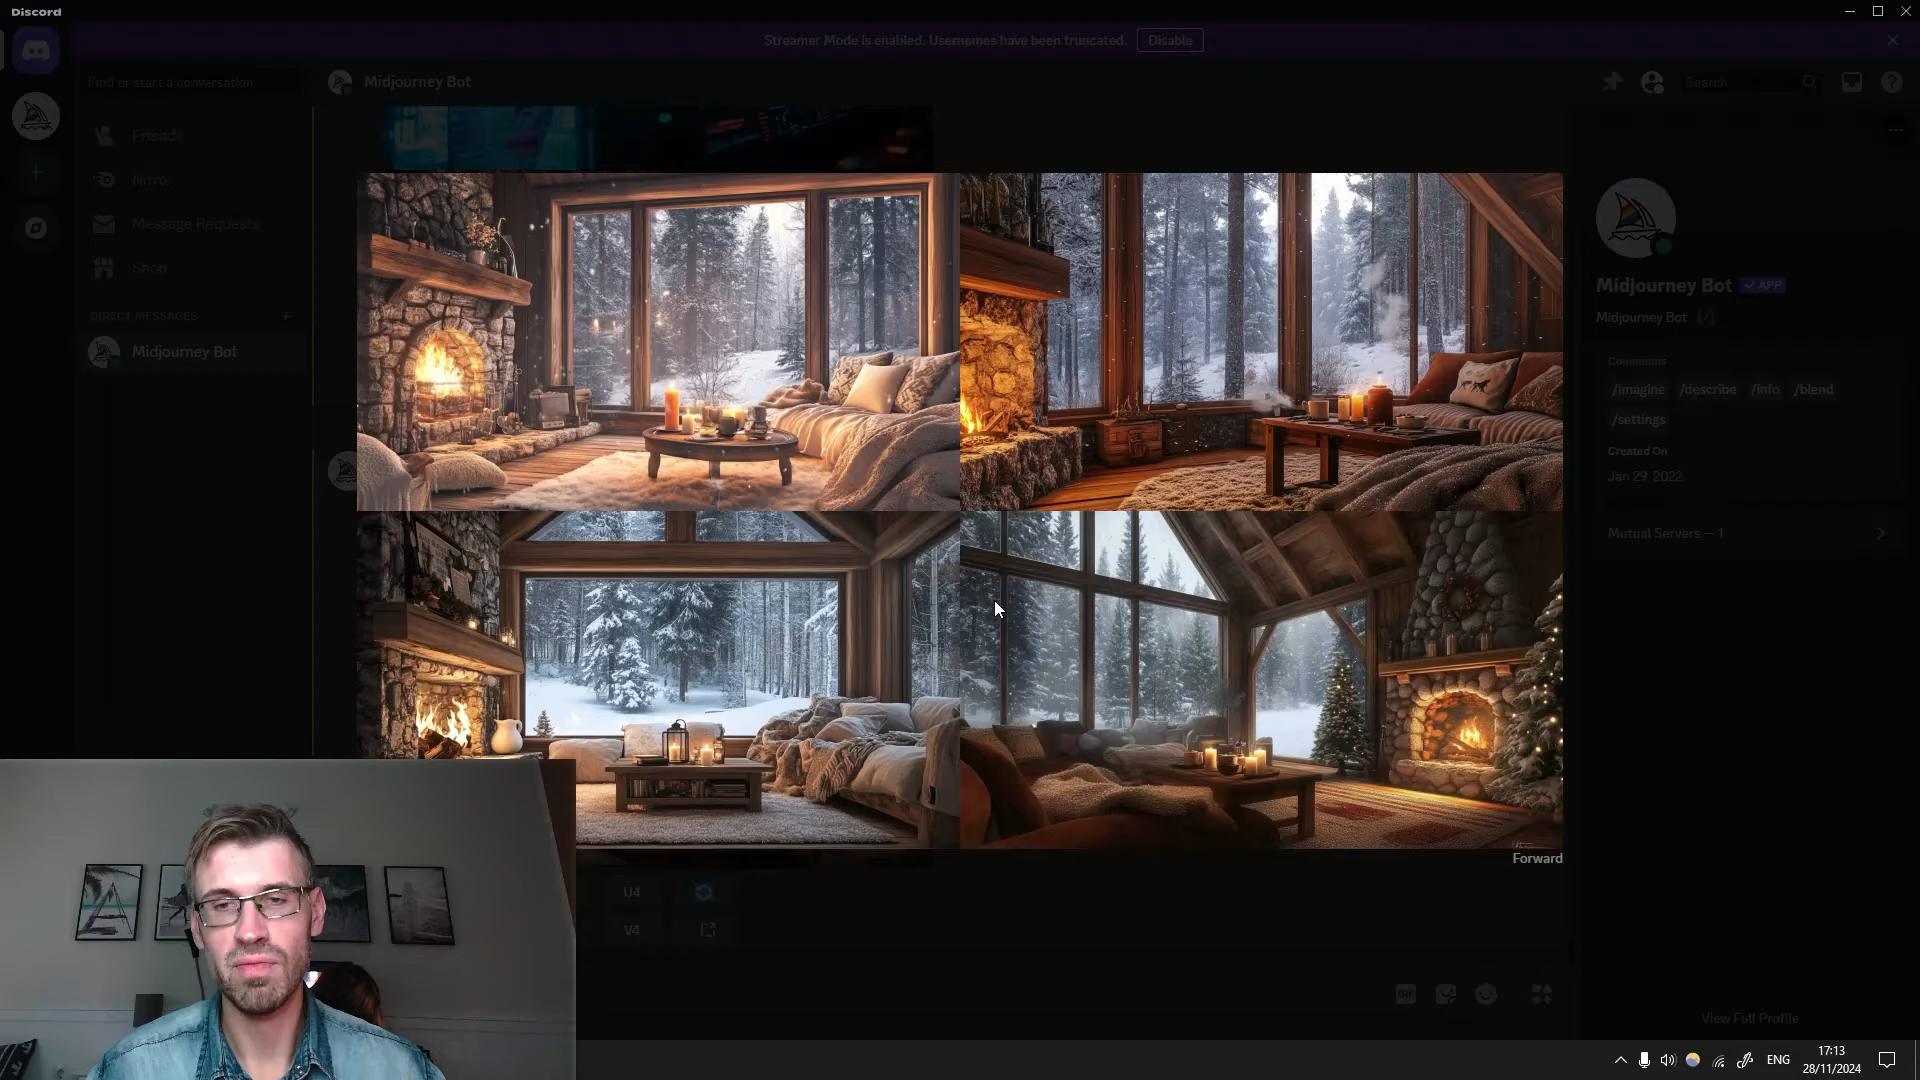 Discord
Streamer Mode is enabled. Usernames have been truncated.
Disable
Find or start a conversation
Midjourney Bot
Search
Friends
Nitro
Message Requests
Shop
DIRECT MESSAGES
Midjourney Bot
Midjourney Bot
APP
Midjourney Bot
Commands
/imagine
/describe
/info
/blend
/settings
Created On
Jan 29, 2022
Mutual Servers — 1
Forward
U4
V4
GIF
View Full Profile
ENG
17:13
28/11/2024